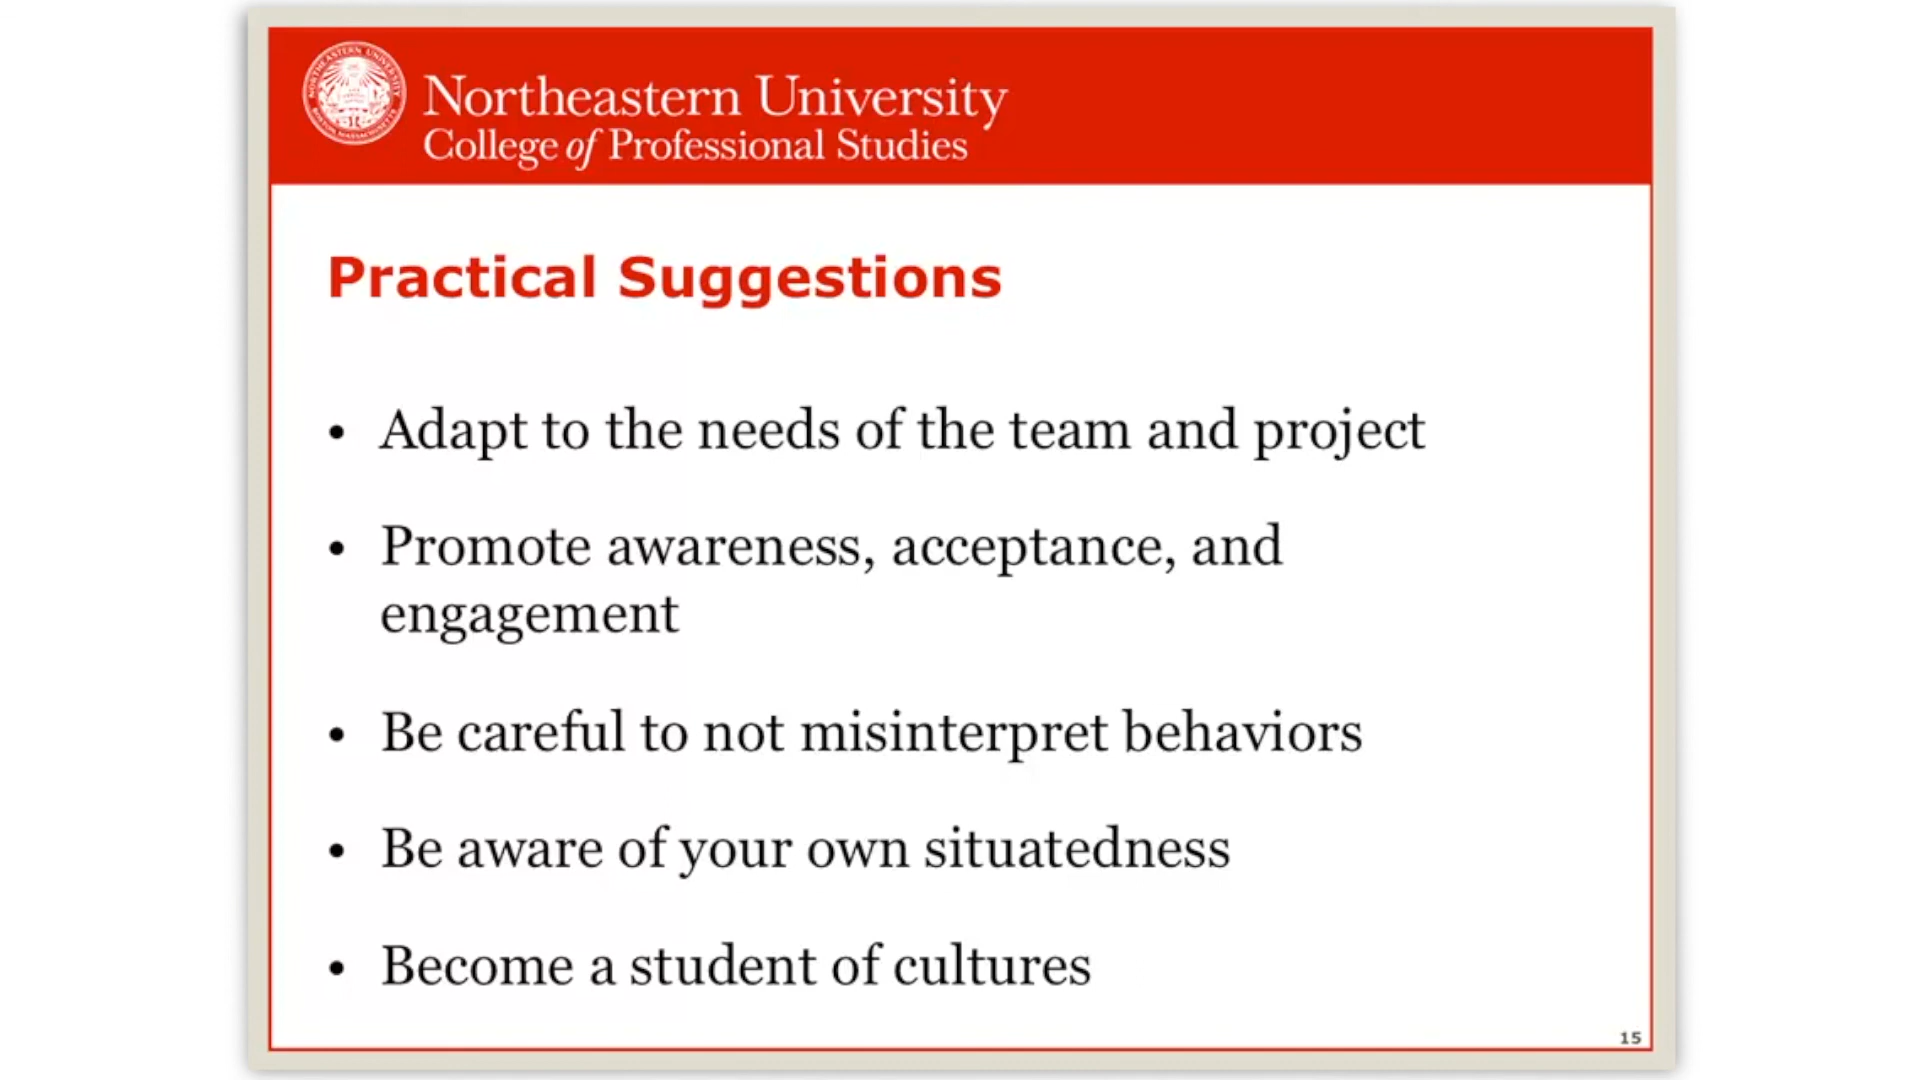 Northeastern University
College of Professional Studies
Practical Suggestions
• Adapt to the needs of the team and project
• Promote awareness, acceptance, and
engagement
• Be careful to not misinterpret behaviors
• Be aware of your own situatedness
• Become a student of cultures
15